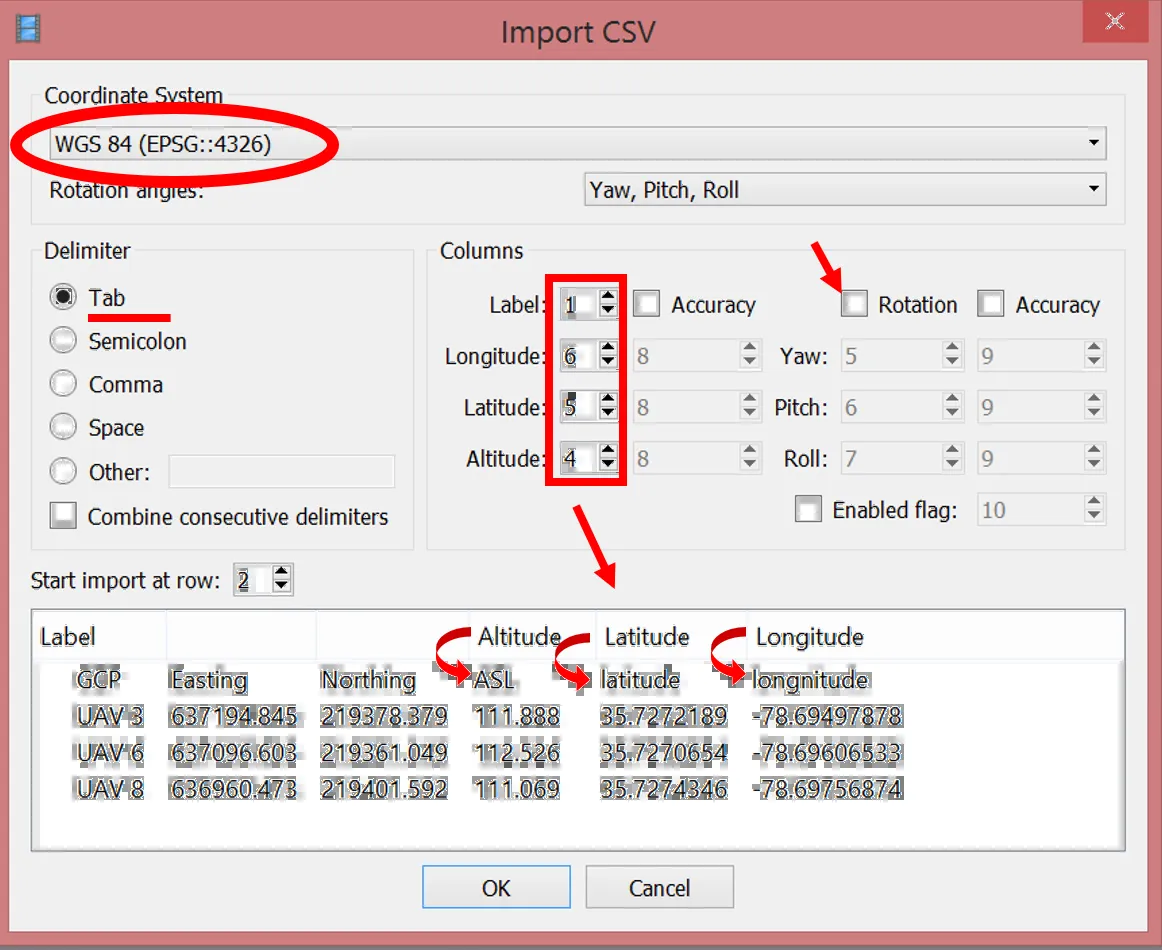 Import CSV
Coordinate System
WGS 84 (EPSG::4326)
Rotation angles: Yaw, Pitch, Roll
Delimiter
Columns
Tab
Semicolon
Comma
Space
Other:
Combine consecutive delimiters
Label: 1 Accuracy Rotation Accuracy
Longitude: 6 8 Yaw: 5 9
Latitude: 5 8 Pitch: 6 9
Altitude: 4 8 Roll: 7 9
Enabled flag: 10
Start import at row: 2
Label Altitude Latitude Longitude
GCP Easting Northing ASL latitude longnitude
UAV 3 637194.845 219378.379 111.888 35.7272189 -78.69497878
UAV 6 637096.603 219361.049 112.526 35.7270654 -78.69606533
UAV 8 636960.473 219401.592 111.069 35.7274346 -78.69756874
OK Cancel